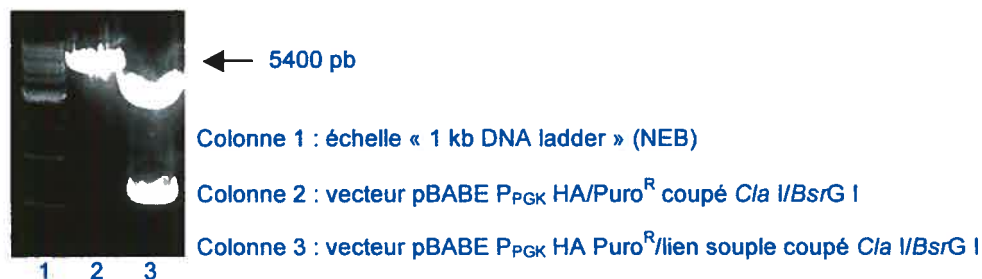 5400 pb
Colonne 1 : échelle « 1 kb DNA ladder » (NEB)
Colonne 2 : vecteur pBABE PPGK HA/PuroR coupé Cla I/BsrG I
Colonne 3 : vecteur pBABE PPGK HA PuroR/lien souple coupé Cla I/BsrG I
1 2 3